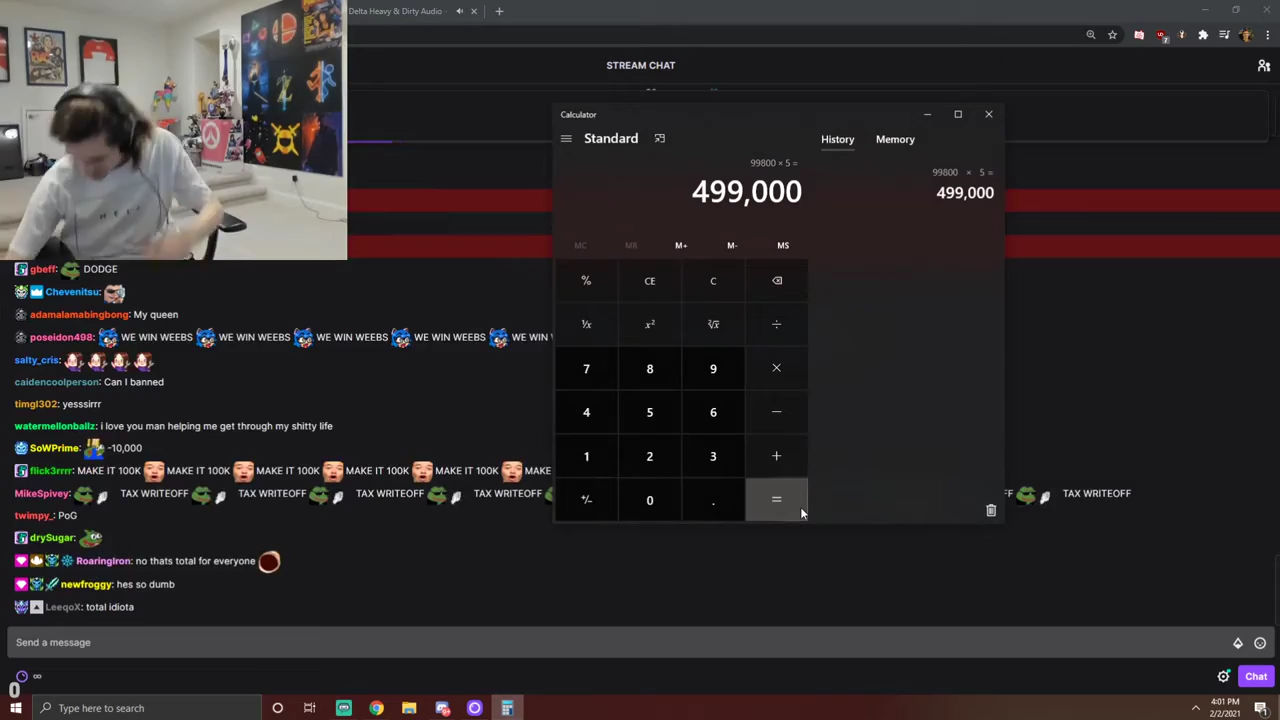 Delta Heavy & Dirty Audio
STREAM CHAT
gbeff: DODGE
Chevenitsu:
adamalamabingbong: My queen
poseidon498: WE WIN WEEBS WE WIN WEEBS WE WIN WEEBS WE WIN WEEBS WE WIN W
salty_cris:
caidencoolperson: Can I banned
timgl302: yesssirrr
watermellonballz: i love you man helping me get through my shitty life
SoWPrime: -10,000
flick3rrrr: MAKE IT 100K MAKE IT 100K MAKE IT 100K MAKE IT 100K MAKE IT 100K
MikeSpivey: TAX WRITEOFF TAX WRITEOFF TAX WRITEOFF TAX WRITEOFF TAX WRITEOFF
twimpy_: PoG
drySugar:
RoaringIron: no thats total for everyone
newfroggy: hes so dumb
LeeqoX: total idiota
Send a message
∞
Chat
Calculator
Standard
History
Memory
99800 × 5 =
499,000
99800 × 5 =
499,000
MC MR M+ M- MS
% CE C
⅟x x² ²√x ÷
7 8 9 ×
4 5 6 −
1 2 3 +
+/- 0 . =
0
Type here to search
4:01 PM
2/2/2021